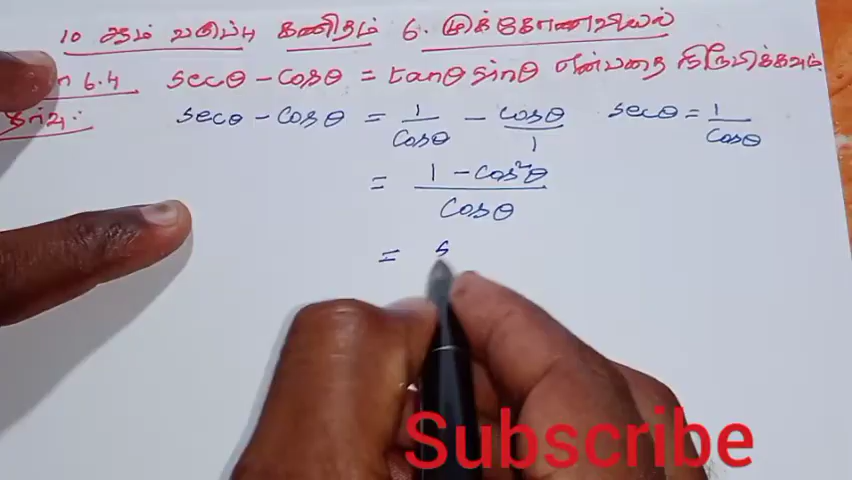 10 ஆம் வகுப்பு கணிதம் 6. முக்கோணவியல்
6.4 secθ - cosθ = tanθ sinθ என்பதை நிரூபிக்கவும்.
தீர்வு: secθ - cosθ = 1/cosθ - cosθ/1 secθ = 1/cosθ
= 1 - cos²θ/cosθ
= s
Subscribe